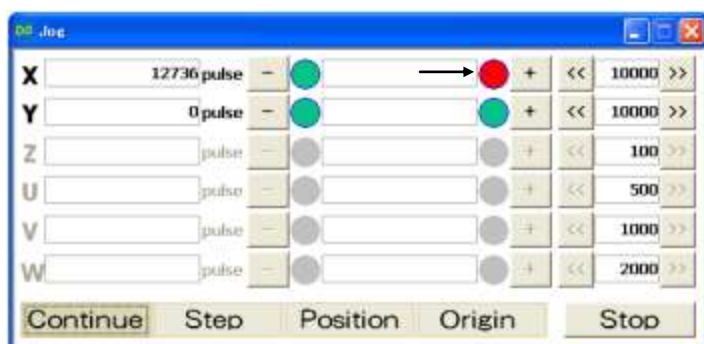 Jog
X 12736 pulse - + << 10000 >>
Y 0 pulse - + << 10000 >>
Z pulse - + << 100 >>
U pulse - + << 500 >>
V pulse - + << 1000 >>
W pulse - + << 2000 >>
Continue Step Position Origin Stop